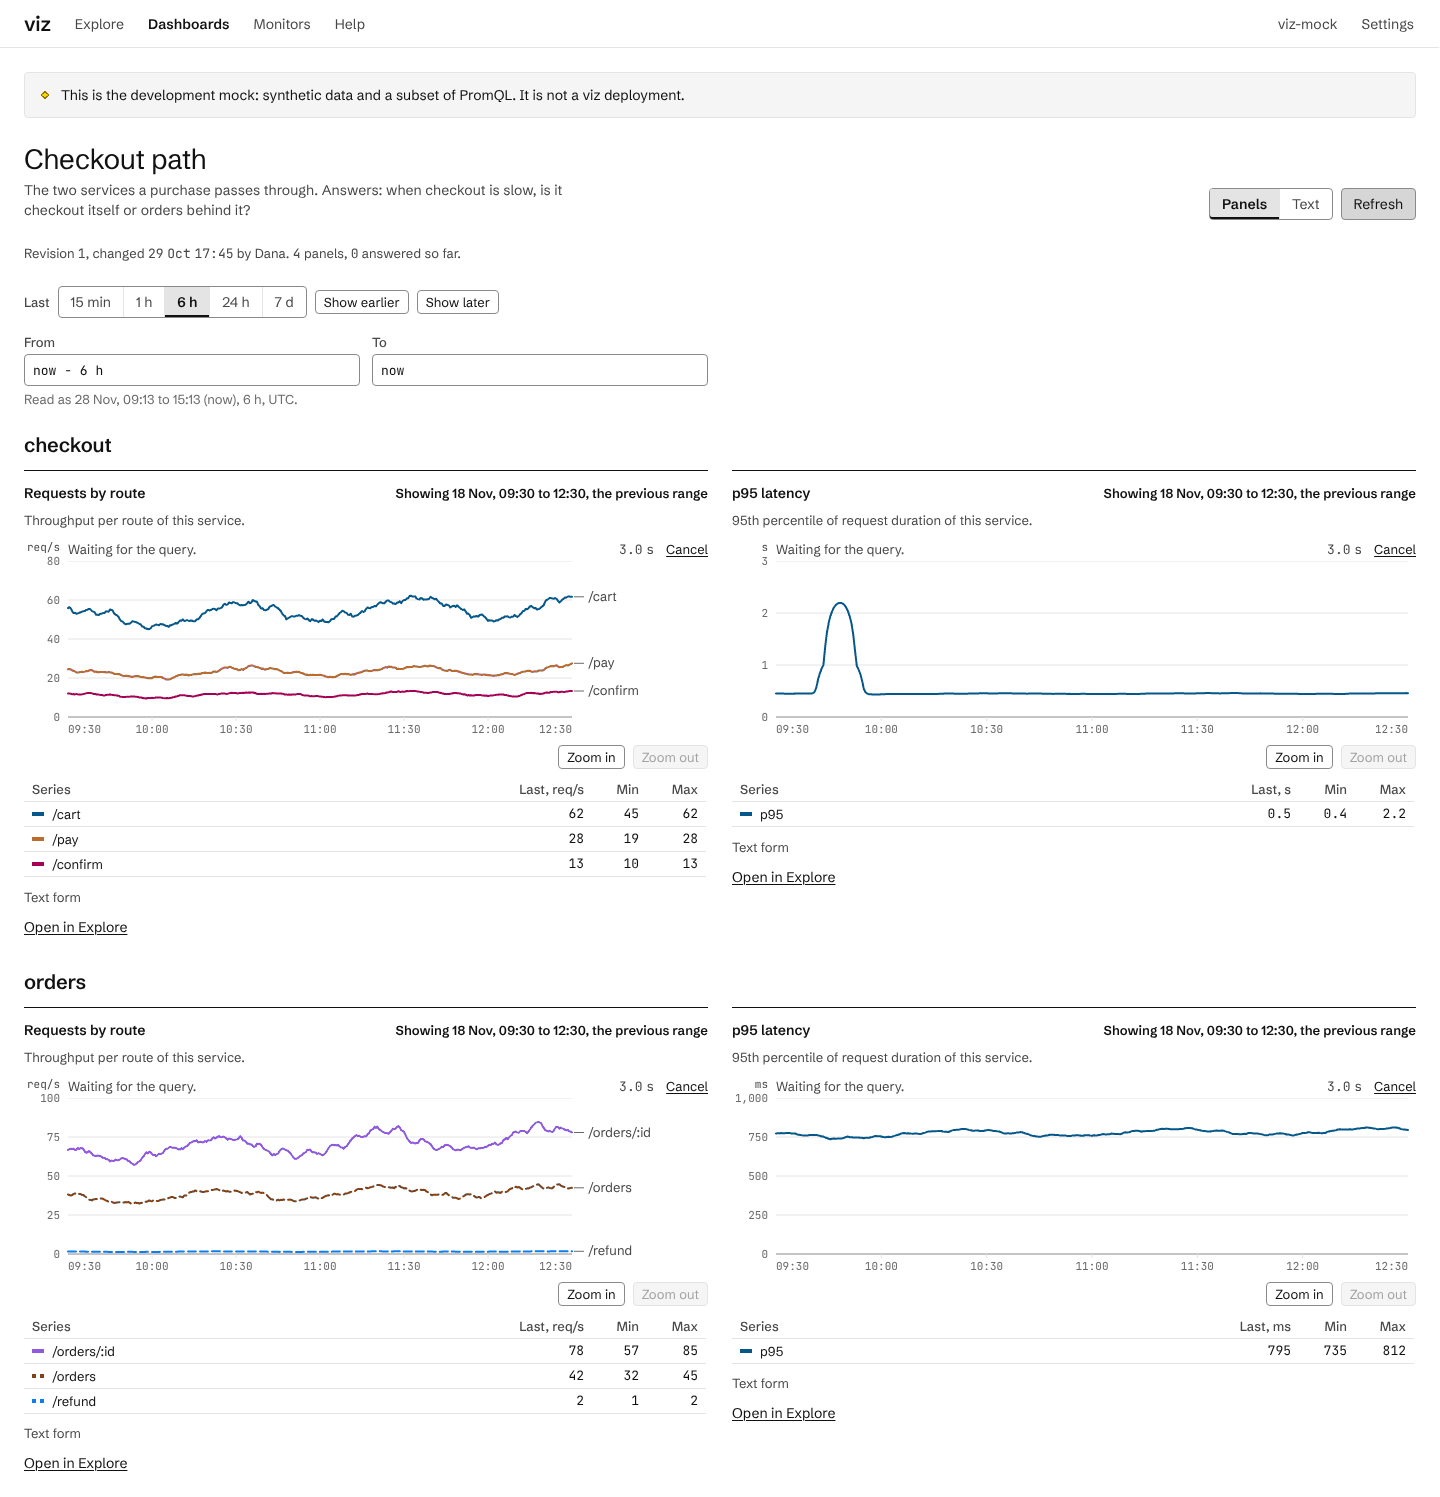 viz Explore Dashboards Monitors Help viz-mock Settings
This is the development mock: synthetic data and a subset of PromQL. It is not a viz deployment.
Checkout path
The two services a purchase passes through. Answers: when checkout is slow, is it
checkout itself or orders behind it?
Panels Text Refresh
Revision 1, changed 29 Oct 17:45 by Dana. 4 panels, 0 answered so far.
Last 15 min 1 h 6 h 24 h 7 d Show earlier Show later
From To
now - 6 h now
Read as 28 Nov, 09:13 to 15:13 (now), 6 h, UTC.
checkout
Requests by route Showing 18 Nov, 09:30 to 12:30, the previous range
Throughput per route of this service.
req/s Waiting for the query. 3.0 s Cancel
80
60
40
20
0
/cart
/pay
/confirm
09:30 10:00 10:30 11:00 11:30 12:00 12:30
Zoom in Zoom out
Series Last, req/s Min Max
/cart 62 45 62
/pay 28 19 28
/confirm 13 10 13
Text form
Open in Explore
p95 latency Showing 18 Nov, 09:30 to 12:30, the previous range
95th percentile of request duration of this service.
s Waiting for the query. 3.0 s Cancel
3
2
1
0
09:30 10:00 10:30 11:00 11:30 12:00 12:30
Zoom in Zoom out
Series Last, s Min Max
p95 0.5 0.4 2.2
Text form
Open in Explore
orders
Requests by route Showing 18 Nov, 09:30 to 12:30, the previous range
Throughput per route of this service.
req/s Waiting for the query. 3.0 s Cancel
100
75
50
25
0
/orders/:id
/orders
/refund
09:30 10:00 10:30 11:00 11:30 12:00 12:30
Zoom in Zoom out
Series Last, req/s Min Max
/orders/:id 78 57 85
/orders 42 32 45
/refund 2 1 2
Text form
Open in Explore
p95 latency Showing 18 Nov, 09:30 to 12:30, the previous range
95th percentile of request duration of this service.
ms Waiting for the query. 3.0 s Cancel
1,000
750
500
250
0
09:30 10:00 10:30 11:00 11:30 12:00 12:30
Zoom in Zoom out
Series Last, ms Min Max
p95 795 735 812
Text form
Open in Explore